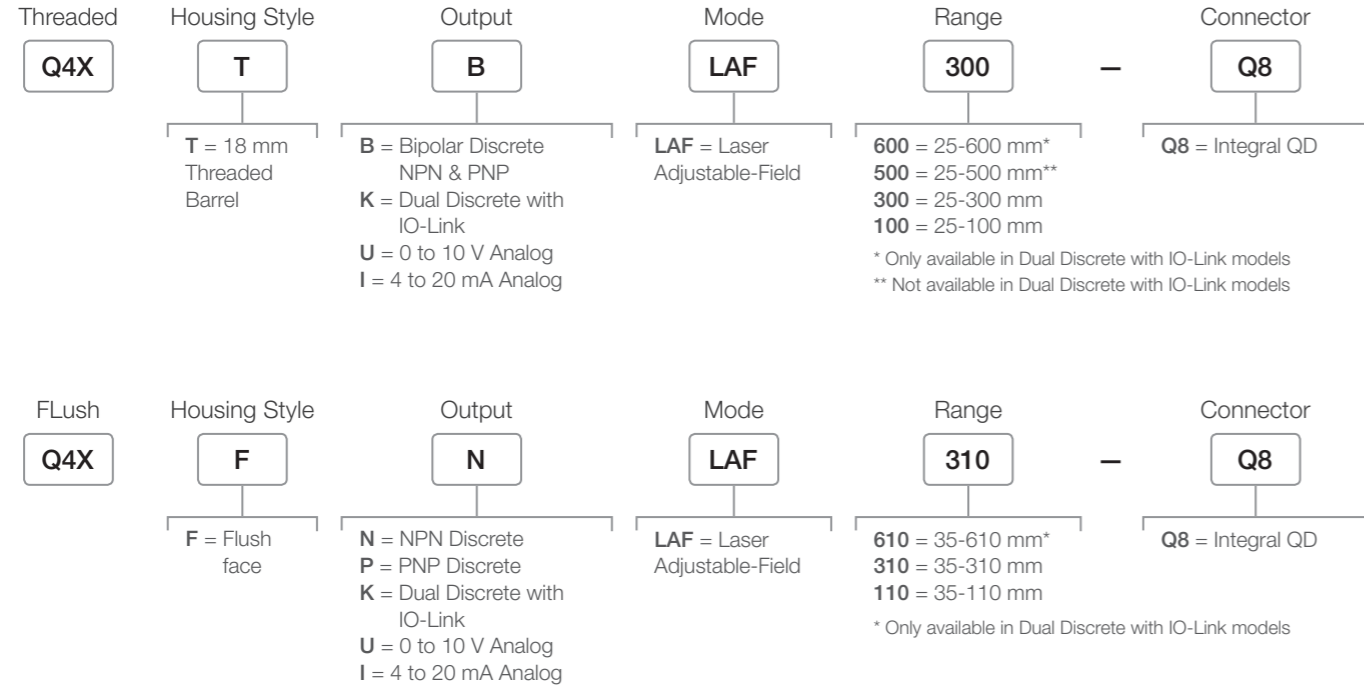 Threaded Housing Style Output Mode Range Connector
Q4X T B LAF 300 – Q8
T = 18 mm
Threaded
Barrel
B = Bipolar Discrete
NPN & PNP
K = Dual Discrete with
IO-Link
U = 0 to 10 V Analog
I = 4 to 20 mA Analog
LAF = Laser
Adjustable-Field
600 = 25-600 mm*
500 = 25-500 mm**
300 = 25-300 mm
100 = 25-100 mm
* Only available in Dual Discrete with IO-Link models
** Not available in Dual Discrete with IO-Link models
Q8 = Integral QD
FLush Housing Style Output Mode Range Connector
Q4X F N LAF 310 – Q8
F = Flush
face
N = NPN Discrete
P = PNP Discrete
K = Dual Discrete with
IO-Link
U = 0 to 10 V Analog
I = 4 to 20 mA Analog
LAF = Laser
Adjustable-Field
610 = 35-610 mm*
310 = 35-310 mm
110 = 35-110 mm
* Only available in Dual Discrete with IO-Link models
Q8 = Integral QD